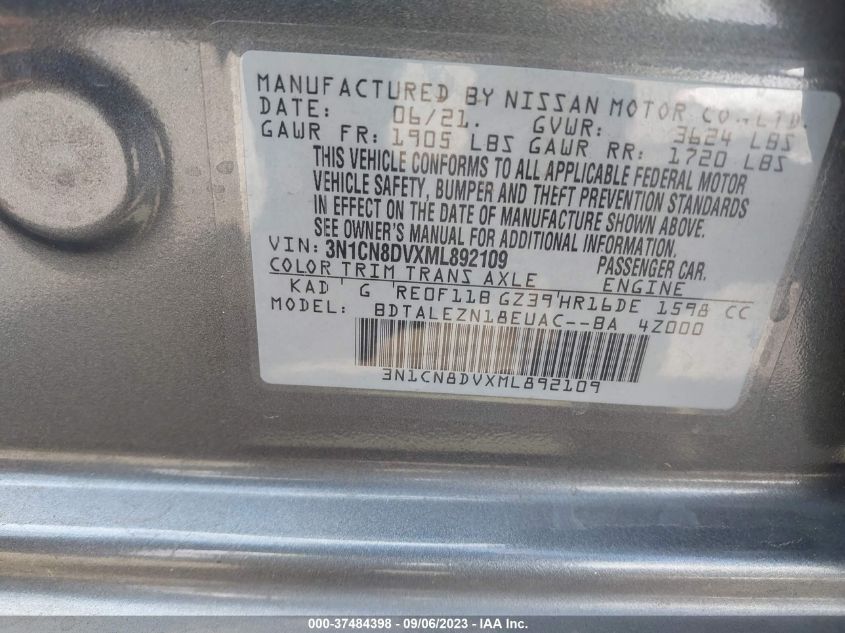 MANUFACTURED BY NISSAN MOTOR CO.,LTD.
DATE: 06/21. GVWR: 3624 LBS
GAWR FR: 1905 LBS GAWR RR: 1720 LBS
THIS VEHICLE CONFORMS TO ALL APPLICABLE FEDERAL MOTOR
VEHICLE SAFETY, BUMPER AND THEFT PREVENTION STANDARDS
IN EFFECT ON THE DATE OF MANUFACTURE SHOWN ABOVE.
SEE OWNER'S MANUAL FOR ADDITIONAL INFORMATION.
VIN: 3N1CN8DVXML892109 PASSENGER CAR.
COLOR TRIM TRANS AXLE ENGINE
KAD ' G 'RE0F11B GZ39'HR16DE 1598 CC
MODEL: BDTALEZN18EUAC--BA 4Z000
3N1CN8DVXML892109
000-37484398 - 09/06/2023 - IAA Inc.